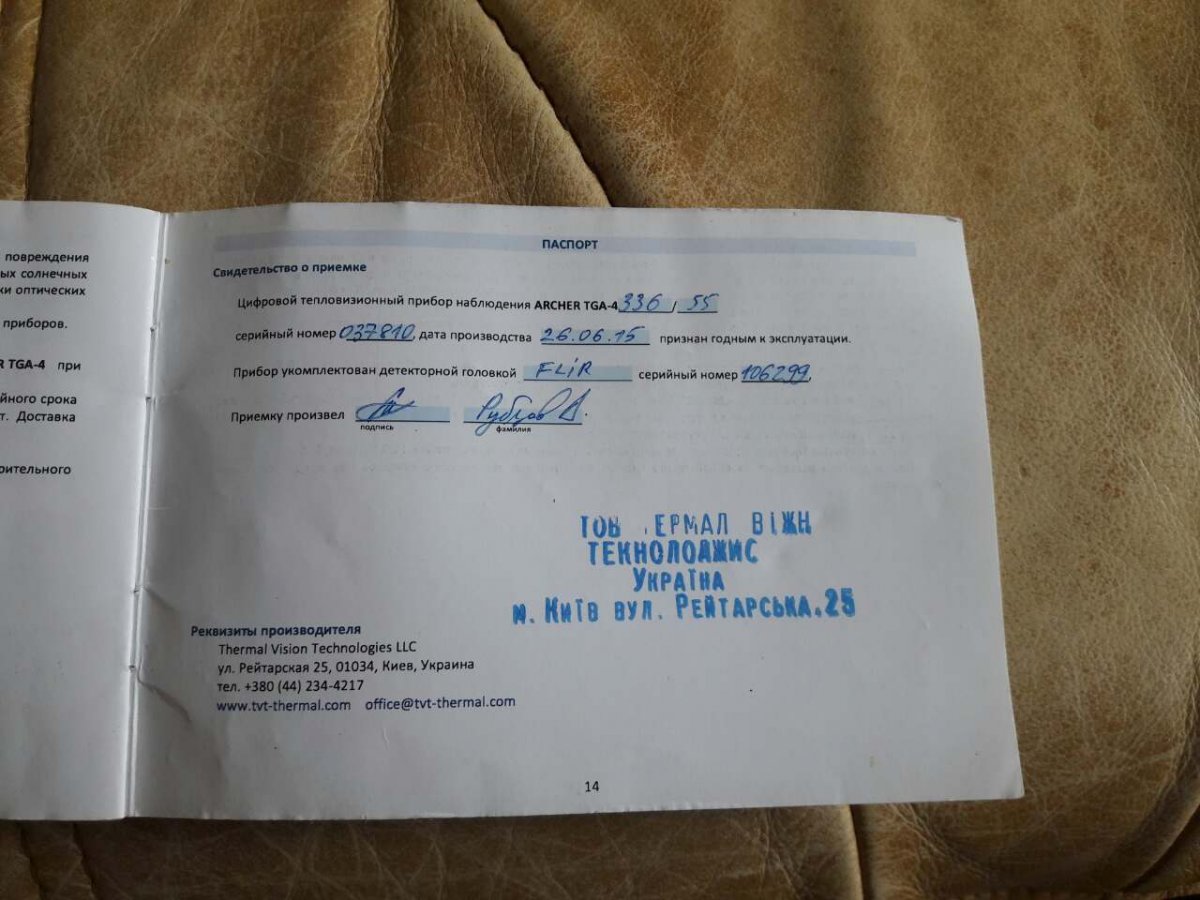 повреждения
ых солнечных
ки оптических
приборов.
R TGA-4 при
йного срока
т. Доставка
рительного
ПАСПОРТ
Свидетельство о приемке
Цифровой тепловизионный прибор наблюдения ARCHER TGA-4 336 / 55
серийный номер 037810, дата производства 26.06.15 признан годным к эксплуатации.
Прибор укомплектован детекторной головкой FLiR серийный номер 106299,
Приемку произвел Рубцов В.
подпись фамилия
ТОВ ЕРМАЛ ВІЖН
ТЕКНОЛОДЖИС
УКРАЇНА
м. Київ вул. Рейтарська.25
Реквизиты производителя
Thermal Vision Technologies LLC
ул. Рейтарская 25, 01034, Киев, Украина
тел. +380 (44) 234-4217
www.tvt-thermal.com office@tvt-thermal.com
14